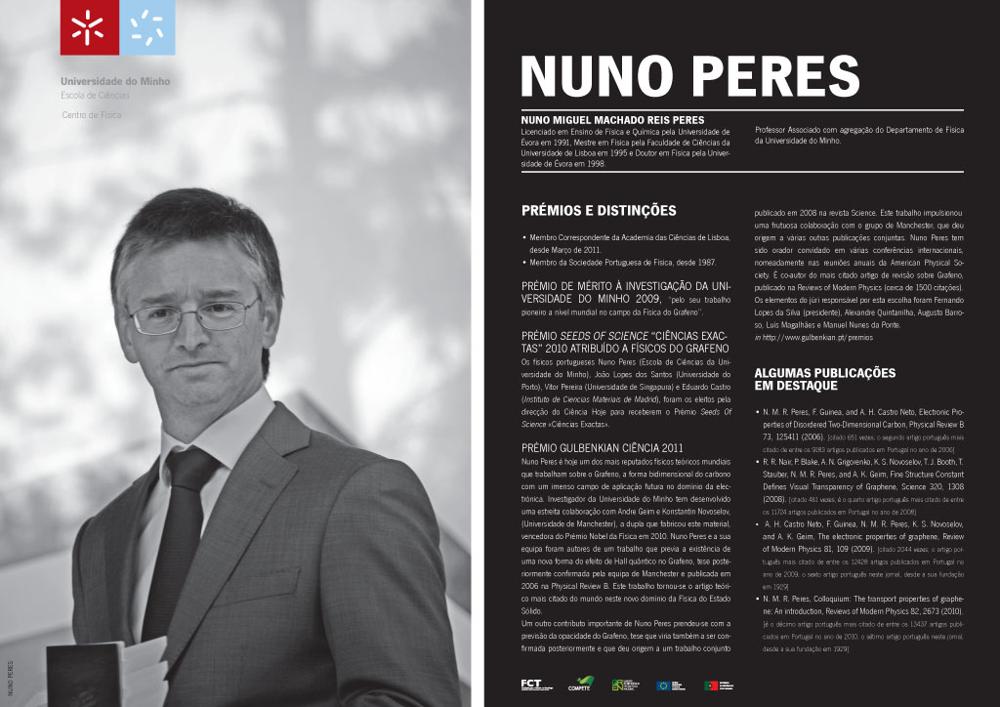 Universidade do Minho
Escola de Ciências
Centro de Física
NUNO PERES
NUNO PERES
NUNO MIGUEL MACHADO REIS PERES
Licenciado em Ensino de Física e Química pela Universidade de
Évora em 1991, Mestre em Física pela Faculdade de Ciências da
Universidade de Lisboa em 1995 e Doutor em Física pela Univer-
sidade de Évora em 1998.
Professor Associado com agregação do Departamento de Física
da Universidade do Minho.
PRÉMIOS E DISTINÇÕES
• Membro Correspondente da Academia das Ciências de Lisboa,
desde Março de 2011.
• Membro da Sociedade Portuguesa de Física, desde 1987.
PRÉMIO DE MÉRITO À INVESTIGAÇÃO DA UNI-
VERSIDADE DO MINHO 2009, "pelo seu trabalho
pioneiro a nível mundial no campo da Física do Grafeno".
PRÉMIO SEEDS OF SCIENCE "CIÊNCIAS EXAC-
TAS" 2010 ATRIBUÍDO A FÍSICOS DO GRAFENO
Os físicos portugueses Nuno Peres (Escola de Ciências da Uni-
versidade do Minho), João Lopes dos Santos (Universidade do
Porto), Vitor Pereira (Universidade de Singapura) e Eduardo Castro
(Instituto de Ciencias Materiais de Madrid), foram os eleitos pela
direcção do Ciência Hoje para receberem o Prémio Seeds Of
Science «Ciências Exactas».
PRÉMIO GULBENKIAN CIÊNCIA 2011
Nuno Peres é hoje um dos mais reputados físicos teóricos mundiais
que trabalham sobre o Grafeno, a forma bidimensional do carbono
com um imenso campo de aplicação futura no domínio da elec-
trónica. Investigador da Universidade do Minho tem desenvolvido
uma estreita colaboração com Andre Geim e Konstantin Novoselov,
(Universidade de Manchester), a dupla que fabricou este material,
vencedora do Prémio Nobel da Física em 2010. Nuno Peres e a sua
equipa foram autores de um trabalho que previa a existência de
uma nova forma do efeito de Hall quântico no Grafeno, tese poste-
riormente confirmada pela equipa de Manchester e publicada em
2006 na Physical Review B. Este trabalho tornou-se o artigo teóri-
co mais citado do mundo neste novo domínio da Física do Estado
Sólido.
Um outro contributo importante de Nuno Peres prendeu-se com a
previsão da opacidade do Grafeno, tese que viria também a ser con-
firmada posteriormente e que deu origem a um trabalho conjunto
publicado em 2008 na revista Science. Este trabalho impulsionou
uma frutuosa colaboração com o grupo de Manchester, que deu
origem a várias outras publicações conjuntas. Nuno Peres tem
sido orador convidado em várias conferências internacionais,
nomeadamente nas reuniões anuais da American Physical So-
ciety. É co-autor do mais citado artigo de revisão sobre Grafeno,
publicado na Reviews of Modern Physics (cerca de 1500 citações).
Os elementos do júri responsável por esta escolha foram Fernando
Lopes da Silva (presidente), Alexandre Quintanilha, Augusto Barro-
so, Luís Magalhães e Manuel Nunes da Ponte.
in http://www.gulbenkian.pt/premios
ALGUMAS PUBLICAÇÕES
EM DESTAQUE
• N. M. R. Peres, F. Guinea, and A. H. Castro Neto, Electronic Pro-
perties of Disordered Two-Dimensional Carbon, Physical Review B
73, 125411 (2006). [citado 651 vezes; o segundo artigo português mais
citado de entre os 9183 artigos publicados em Portugal no ano de 2006]
• R. R. Nair, P. Blake, A. N. Grigorenko, K. S. Novoselov, T. J. Booth, T.
Stauber, N. M. R. Peres, and A. K. Geim, Fine Structure Constant
Defines Visual Transparency of Graphene, Science 320, 1308
(2008). [citado 461 vezes; é o quarto artigo português mais citado de entre
os 11724 artigos publicados em Portugal no ano de 2008]
• A. H. Castro Neto, F. Guinea, N. M. R. Peres, K. S. Novoselov,
and A. K. Geim, The electronic properties of graphene, Review
of Modern Physics 81, 109 (2009). [citado 2044 vezes; o artigo por-
tuguês mais citado de entre os 12428 artigos publicados em Portugal no
ano de 2009; o sexto artigo português neste jornal, desde a sua fundação
em 1929]
• N. M. R. Peres, Colloquium: The transport properties of graphe-
ne: An introduction, Reviews of Modern Physics 82, 2673 (2010).
[é o décimo artigo português mais citado de entre os 13437 artigos publi-
cados em Portugal no ano de 2010; o sétimo artigo português neste jornal,
desde a sua fundação em 1929]
FCT
COMPETE